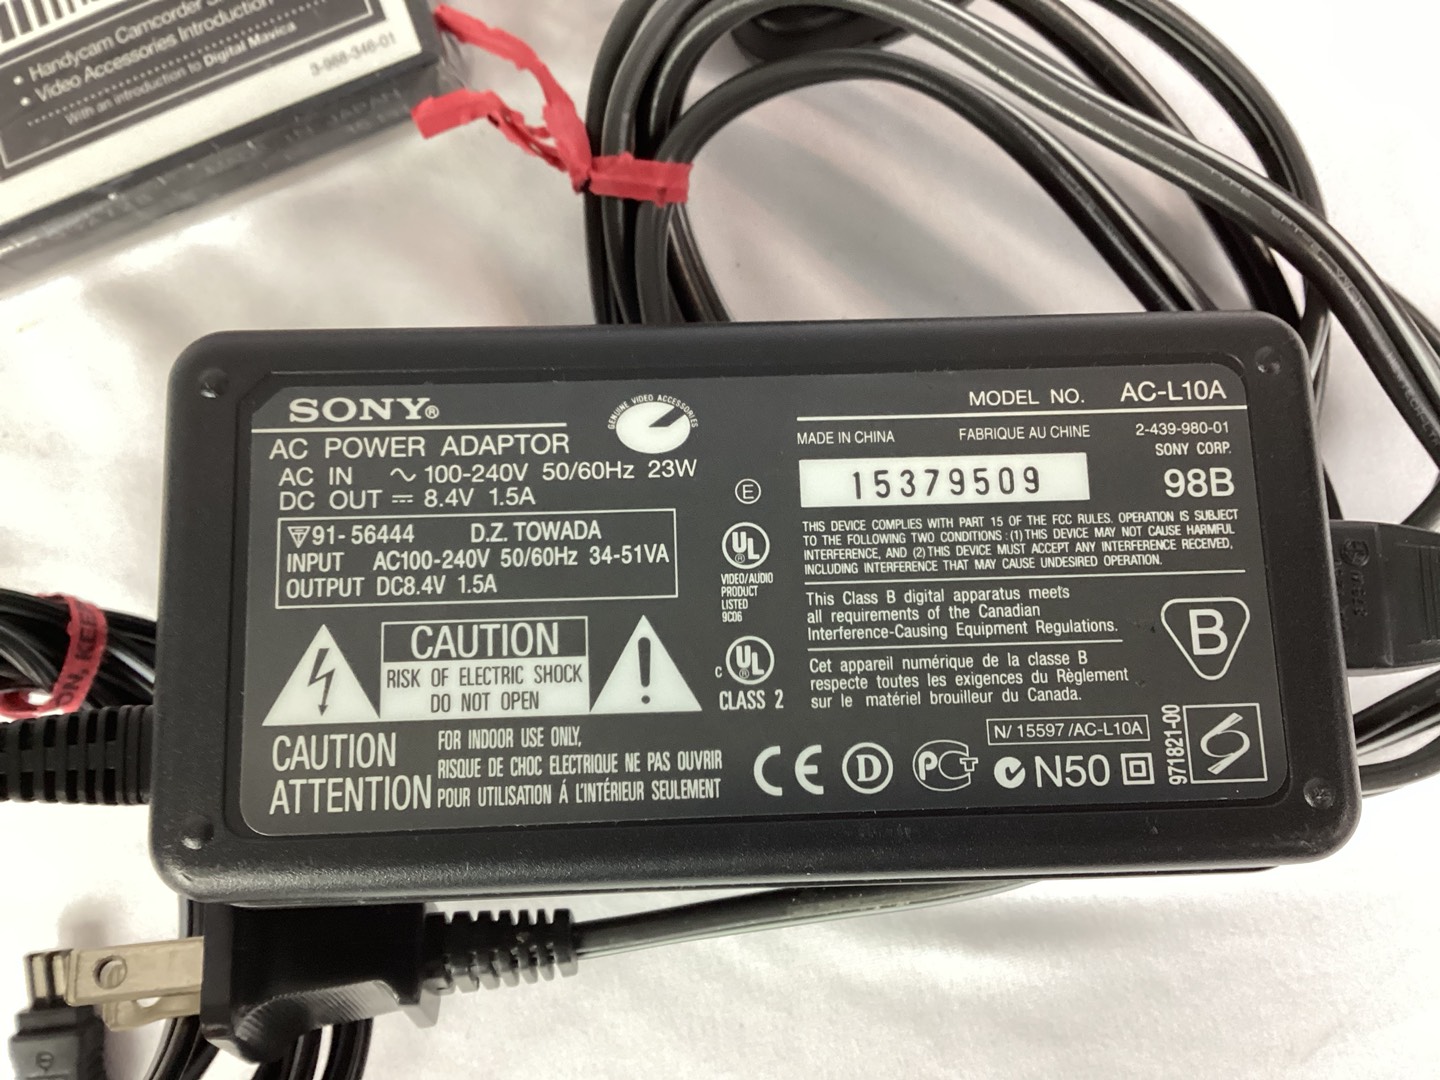 • Handycam Camcorder
• Video Accessories Introduction
With an introduction to Digital Mavica
3-988-346-01
SONY®
AC POWER ADAPTOR
AC IN ~ 100-240V 50/60Hz 23W
DC OUT ⎓ 8.4V 1.5A
GENUINE VIDEO ACCESSORIES
91-56444 D.Z. TOWADA
INPUT AC100-240V 50/60Hz 34-51VA
OUTPUT DC8.4V 1.5A
CAUTION
RISK OF ELECTRIC SHOCK
DO NOT OPEN
CAUTION FOR INDOOR USE ONLY,
ATTENTION RISQUE DE CHOC ELECTRIQUE NE PAS OUVRIR
POUR UTILISATION Á L'INTÉRIEUR SEULEMENT
E
UL®
VIDEO/AUDIO
PRODUCT
LISTED
9C06
C UL®
CLASS 2
MODEL NO. AC-L10A
MADE IN CHINA FABRIQUE AU CHINE 2-439-980-01
SONY CORP.
15379509 98B
THIS DEVICE COMPLIES WITH PART 15 OF THE FCC RULES. OPERATION IS SUBJECT
TO THE FOLLOWING TWO CONDITIONS : (1) THIS DEVICE MAY NOT CAUSE HARMFUL
INTERFERENCE, AND (2) THIS DEVICE MUST ACCEPT ANY INTERFERENCE RECEIVED,
INCLUDING INTERFERENCE THAT MAY CAUSE UNDESIRED OPERATION.
This Class B digital apparatus meets
all requirements of the Canadian
Interference-Causing Equipment Regulations.
B
Cet appareil numérique de la classe B
respecte toutes les exigences du Règlement
sur le matériel brouilleur du Canada.
N/ 15597 /AC-L10A
CE D PCT N50
971821-00
S